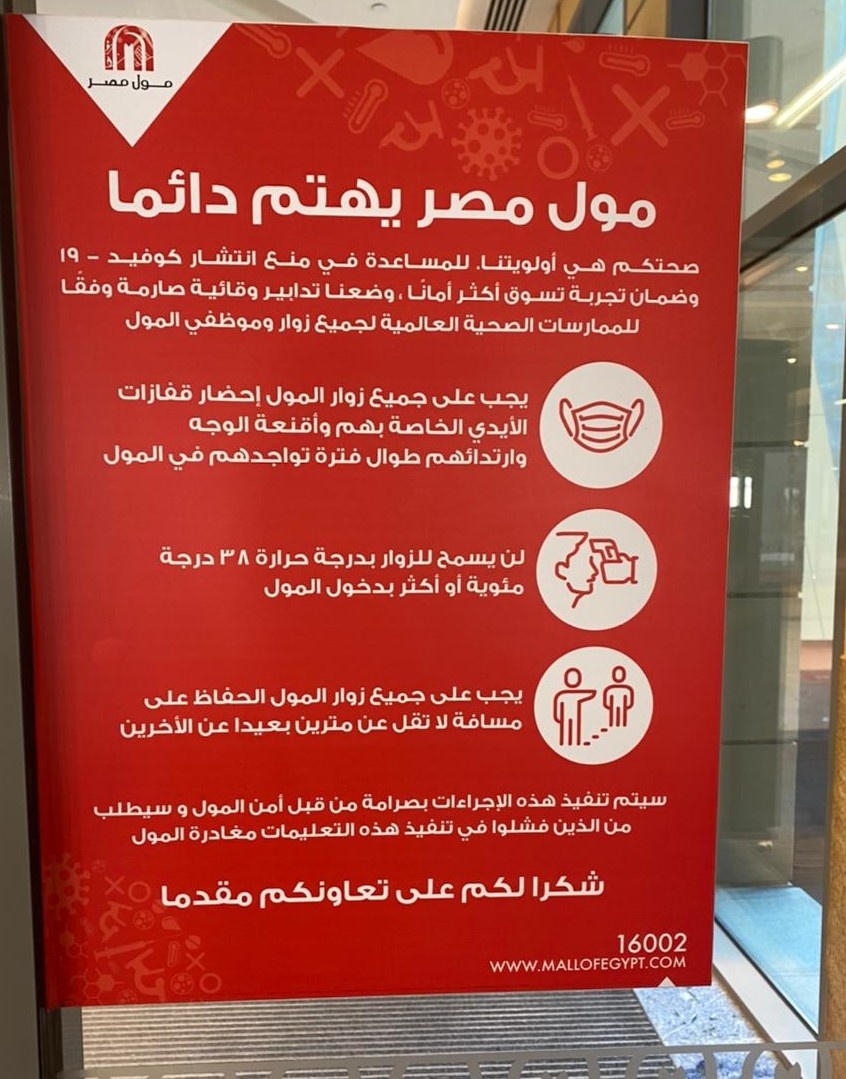 مول مصر
مول مصر يهتم دائما
صحتكم هي أولويتنا. للمساعدة في منع انتشار كوفيد - ١٩
وضمان تجربة تسوق أكثر أمانًا، وضعنا تدابير وقائية صارمة وفقًا
للممارسات الصحية العالمية لجميع زوار وموظفي المول
يجب على جميع زوار المول إحضار قفازات
الأيدي الخاصة بهم وأقنعة الوجه
وارتدائهم طوال فترة تواجدهم في المول
لن يسمح للزوار بدرجة حرارة ٣٨ درجة
مئوية أو أكثر بدخول المول
يجب على جميع زوار المول الحفاظ على
مسافة لا تقل عن مترين بعيدا عن الأخرين
سيتم تنفيذ هذه الإجراءات بصرامة من قبل أمن المول و سيطلب
من الذين فشلوا في تنفيذ هذه التعليمات مغادرة المول
شكرا لكم على تعاونكم مقدما
16002
WWW.MALLOFEGYPT.COM